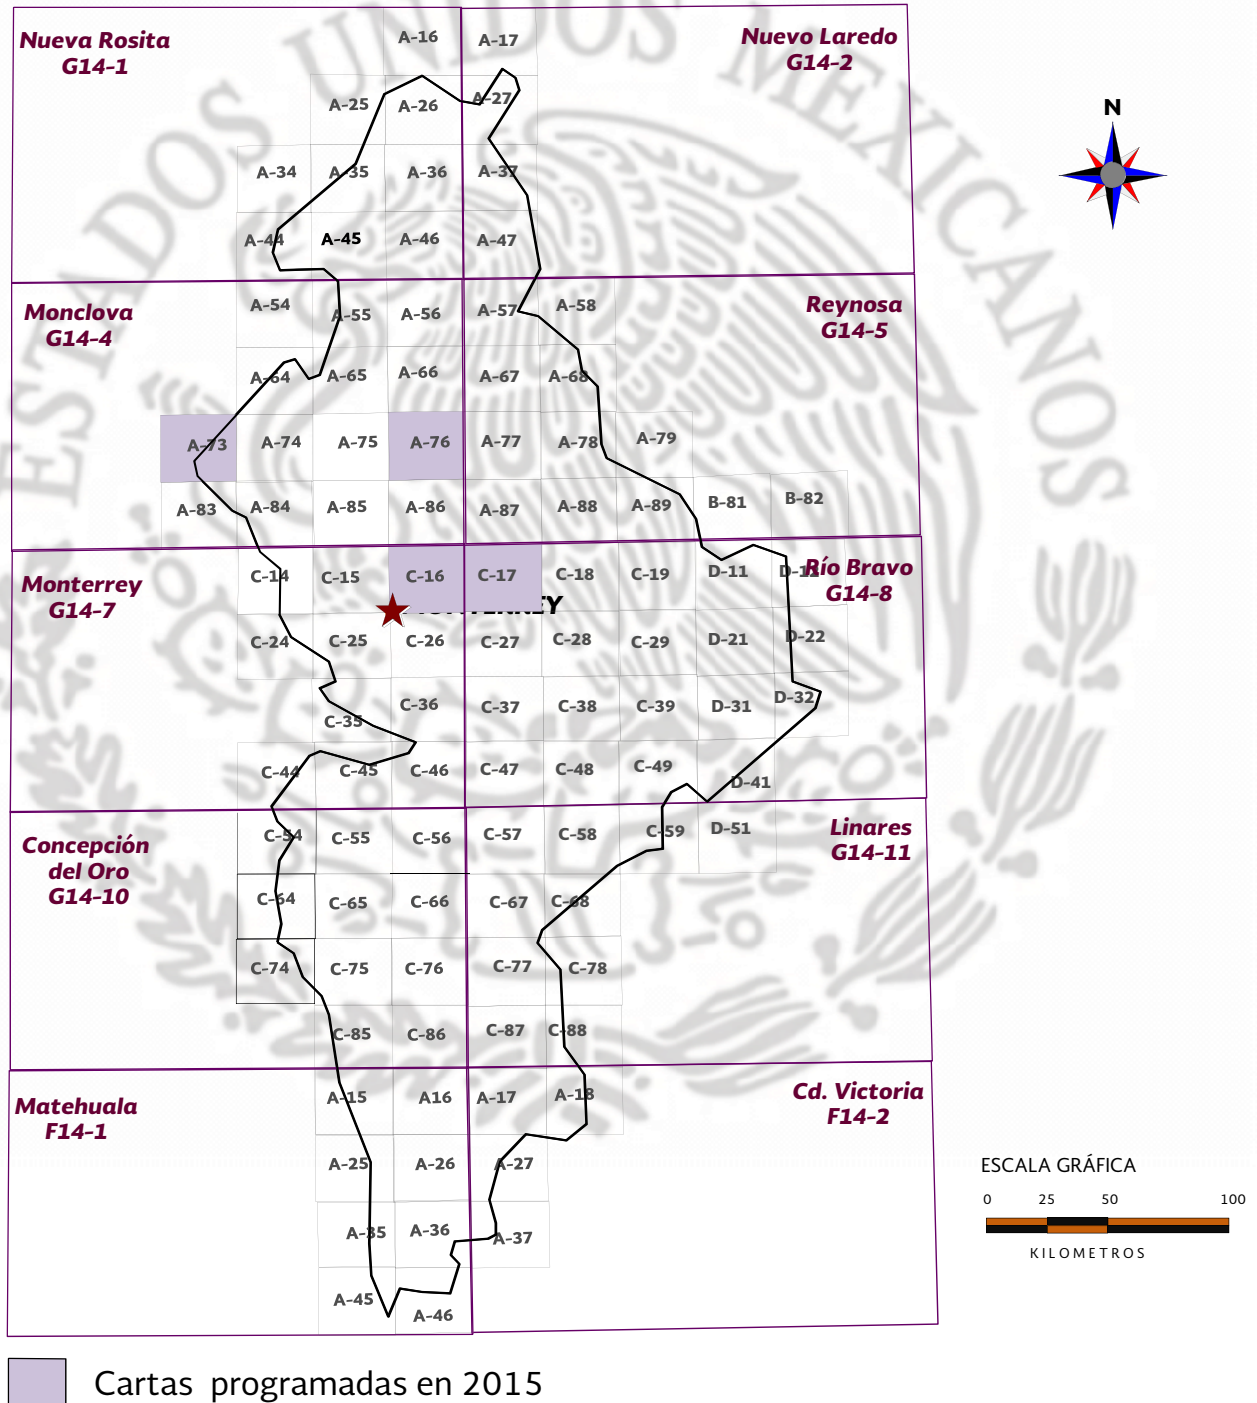 ESTADOS UNIDOS MEXICANOS
Nueva Rosita
G14-1
A-16
A-17
Nuevo Laredo
G14-2
A-25
A-26
A-27
N
A-34
A-35
A-36
A-37
A-44
A-45
A-46
A-47
Monclova
G14-4
A-54
A-55
A-56
A-57
A-58
Reynosa
G14-5
A-64
A-65
A-66
A-67
A-68
A-73
A-74
A-75
A-76
A-77
A-78
A-79
A-83
A-84
A-85
A-86
A-87
A-88
A-89
B-81
B-82
Monterrey
G14-7
C-14
C-15
C-16
C-17
C-18
C-19
D-11
Río Bravo
G14-8
MONTERREY
C-24
C-25
C-26
C-27
C-28
C-29
D-21
D-22
C-35
C-36
C-37
C-38
C-39
D-31
D-32
C-44
C-45
C-46
C-47
C-48
C-49
D-41
Concepción
del Oro
G14-10
C-54
C-55
C-56
C-57
C-58
C-59
D-51
Linares
G14-11
C-64
C-65
C-66
C-67
C-68
C-74
C-75
C-76
C-77
C-78
C-85
C-86
C-87
C-88
Matehuala
F14-1
A-15
A16
A-17
A-18
Cd. Victoria
F14-2
A-25
A-26
A-27
A-35
A-36
A-37
A-45
A-46
ESCALA GRÁFICA
0 25 50 100
KILOMETROS
Cartas programadas en 2015